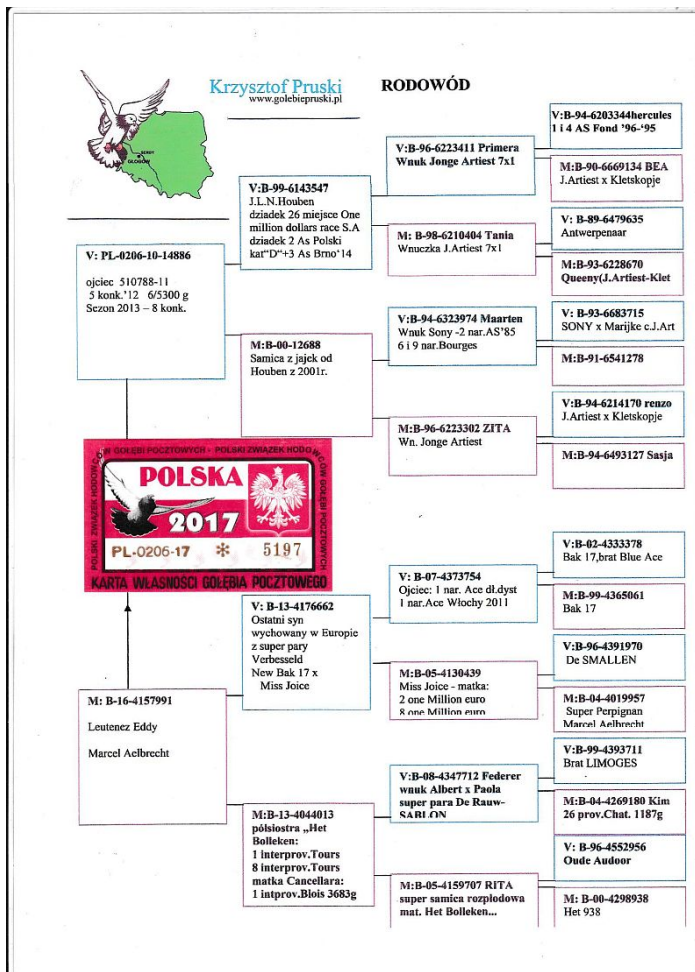 Krzysztof Pruski
www.golebiepruski.pl
RODOWÓD
SERBY
GŁOGÓW
V: PL-0206-10-14886
ojciec 510788-11
5 konk.'12 6/5300 g
Sezon 2013 – 8 konk.
V:B-99-6143547
J.L.N.Houben
dziadek 26 miejsce One
million dollars race S.A
dziadek 2 As Polski
kat"D"+3 As Brno'14
M:B-00-12688
Samica z jajek od
Houben z 2001r.
V:B-96-6223411 Primera
Wnuk Jonge Artiest 7x1
M: B-98-6210404 Tania
Wnuczka J.Artiest 7x1
V:B-94-6323974 Maarten
Wnuk Sony -2 nar.AS'85
6 i 9 nar.Bourges
M:B-96-6223302 ZITA
Wn. Jonge Artiest
V:B-94-6203344hercules
1 i 4 AS Fond '96-'95
M:B-90-6669134 BEA
J.Artiest x Kletskopje
V: B-89-6479635
Antwerpenaar
M:B-93-6228670
Queeny(J.Artiest-Klet
V: B-93-6683715
SONY x Marijke c.J.Art
M:B-91-6541278
V:B-94-6214170 renzo
J.Artiest x Kletskopje
M:B-94-6493127 Sasja
POLSKI ZWIĄZEK HODOWCÓW GOŁĘBI POCZTOWYCH • POLSKI ZWIĄZEK HODOWCÓW GOŁĘBI POCZTOWYCH
POLSKA
2017
PL-0206-17 * 5197
KARTA WŁASNOŚCI GOŁĘBIA POCZTOWEGO
M: B-16-4157991
Leutenez Eddy
Marcel Aelbrecht
V: B-13-4176662
Ostatni syn
wychowany w Europie
z super pary
Verbesseld
New Bak 17 x
Miss Joice
M:B-13-4044013
pólsiostra „Het
Bolleken:
1 interprov.Tours
8 interprov.Tours
matka Cancellara:
1 intprov.Blois 3683g
V: B-07-4373754
Ojciec: 1 nar. Ace dł.dyst
1 nar.Ace Włochy 2011
M:B-05-4130439
Miss Joice - matka:
2 one Million euro
8 one Million euro
V:B-08-4347712 Federer
wnuk Albert x Paola
super para De Rauw-
SABLON
M:B-05-4159707 RITA
super samica rozpłodowa
mat. Het Bolleken...
V:B-02-4333378
Bak 17,brat Blue Ace
M:B-99-4365061
Bak 17
V:B-96-4391970
De SMALLEN
M:B-04-4019957
Super Perpignan
Marcel Aelbrecht
V:B-99-4393711
Brat LIMOGES
M:B-04-4269180 Kim
26 prov.Chat. 1187g
V: B-96-4552956
Oude Audoor
M: B-00-4298938
Het 938